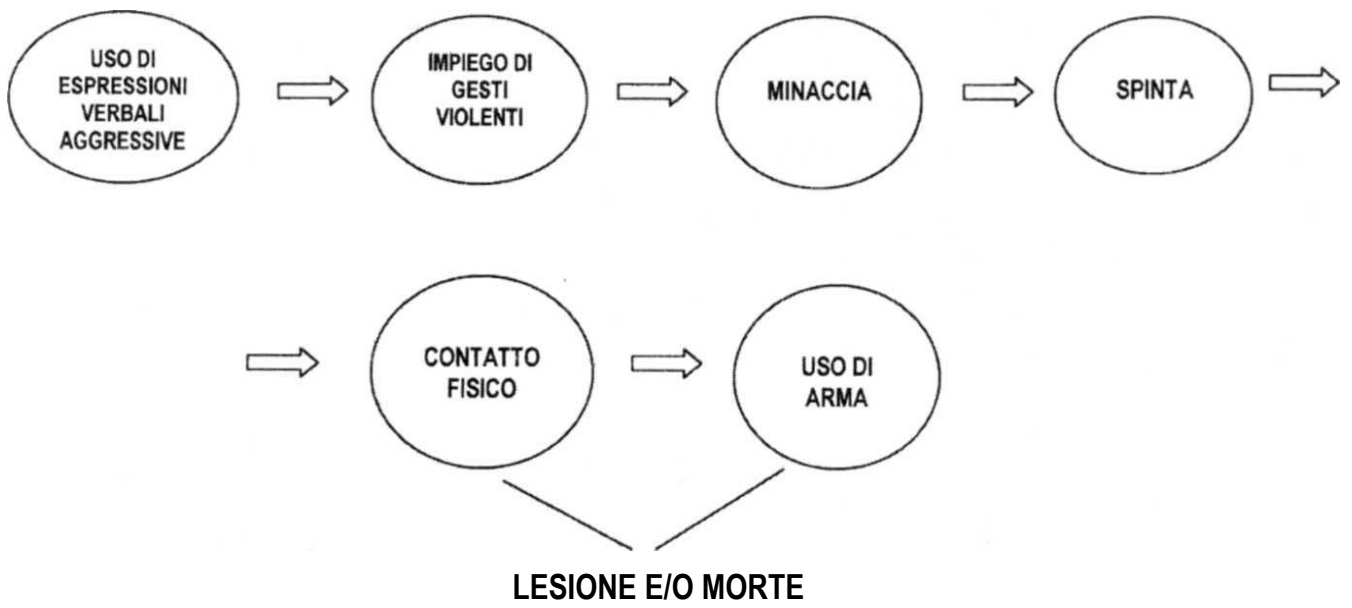 USO DI
ESPRESSIONI
VERBALI
AGGRESSIVE
IMPIEGO DI
GESTI
VIOLENTI
MINACCIA
SPINTA
CONTATTO
FISICO
USO DI
ARMA
LESIONE E/O MORTE